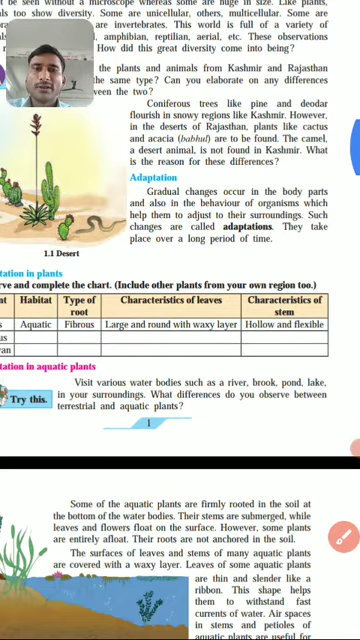 be seen without a microscope whereas some are huge in size. Like plants,
too show diversity. Some are unicellular, others, multicellular. Some are
are invertebrates. This world is full of a variety of
amphibian, reptilian, aerial, etc. These observations
How did this great diversity come into being?
the plants and animals from Kashmir and Rajasthan
the same type? Can you elaborate on any differences
the two?
Coniferous trees like pine and deodar
flourish in snowy regions like Kashmir. However,
in the deserts of Rajasthan, plants like cactus
and acacia (babhul) are to be found. The camel,
a desert animal, is not found in Kashmir. What
is the reason for these differences?
Adaptation
Gradual changes occur in the body parts
and also in the behaviour of organisms which
help them to adjust to their surroundings. Such
changes are called adaptations. They take
place over a long period of time.
1.1 Desert
in plants
and complete the chart. (Include other plants from your own region too.)
Habitat Type of root Characteristics of leaves Characteristics of stem
Aquatic Fibrous Large and round with waxy layer Hollow and flexible
in aquatic plants
Try this.
Visit various water bodies such as a river, brook, pond, lake,
in your surroundings. What differences do you observe between
terrestrial and aquatic plants?
1
Some of the aquatic plants are firmly rooted in the soil at
the bottom of the water bodies. Their stems are submerged, while
leaves and flowers float on the surface. However, some plants
are entirely afloat. Their roots are not anchored in the soil.
The surfaces of leaves and stems of many aquatic plants
are covered with a waxy layer. Leaves of some aquatic plants
are thin and slender like a
ribbon. This shape helps
them to withstand fast
currents of water. Air spaces
in stems and petioles of
aquatic plants are useful for